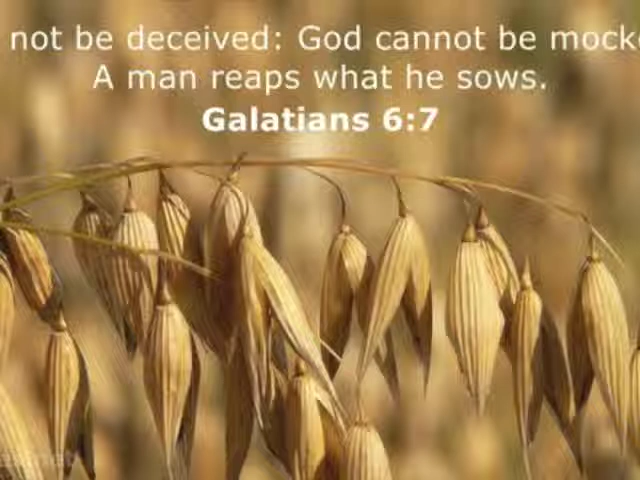 not be deceived: God cannot be mocke
A man reaps what he sows.
Galatians 6:7